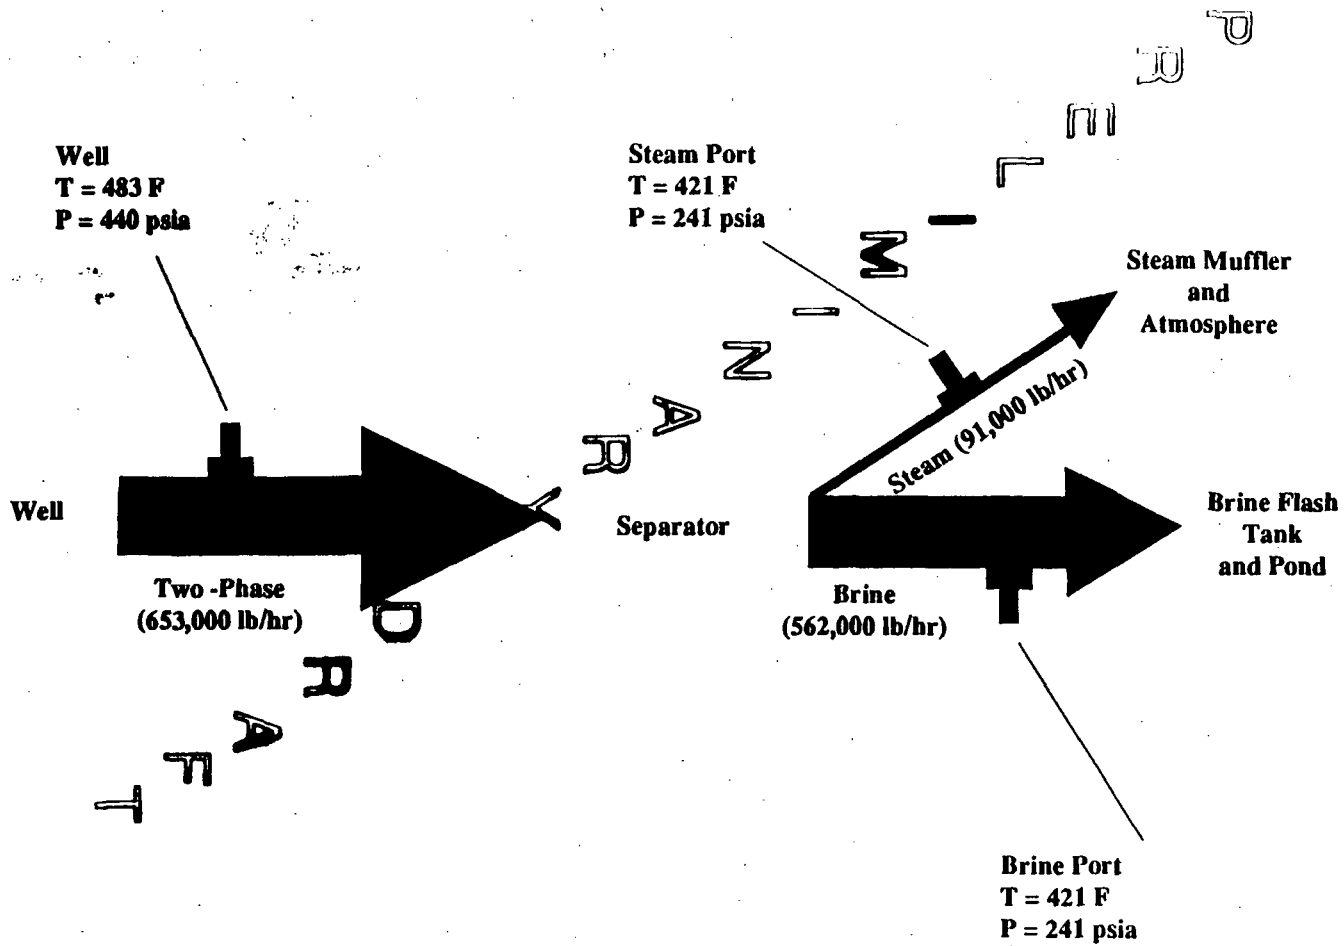 Well
T = 483 F
P = 440 psia
Steam Port
T = 421 F
P = 241 psia
Steam Muffler
and
Atmosphere
Steam (91,000 lb/hr)
Well
Two -Phase
(653,000 lb/hr)
Separator
Brine
(562,000 lb/hr)
Brine Flash
Tank
and Pond
Brine Port
T = 421 F
P = 241 psia
PRELIMINARY DRAFT